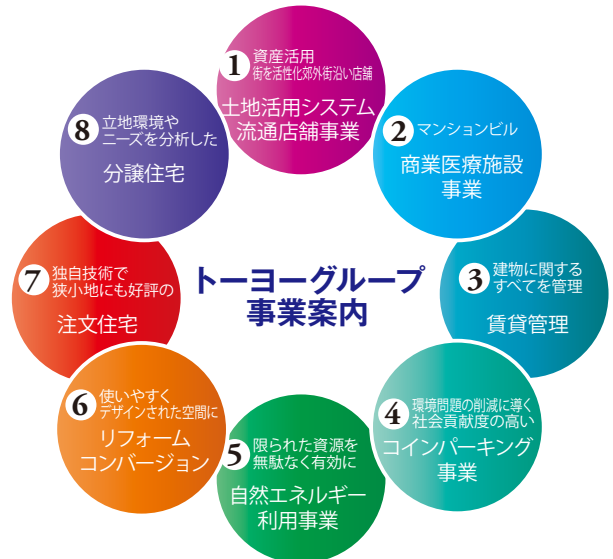 トーヨーグループ
事業案内
1
資産活用
街を活性化郊外街沿い店舗
土地活用システム
流通店舗事業
2
マンションビル
商業医療施設
事業
3
建物に関する
すべてを管理
賃貸管理
4
環境問題の削減に導く
社会貢献度の高い
コインパーキング
事業
5
限られた資源を
無駄なく有効に
自然エネルギー
利用事業
6
使いやすく
デザインされた空間に
リフォーム
コンバージョン
7
独自技術で
狭小地にも好評の
注文住宅
8
立地環境や
ニーズを分析した
分譲住宅